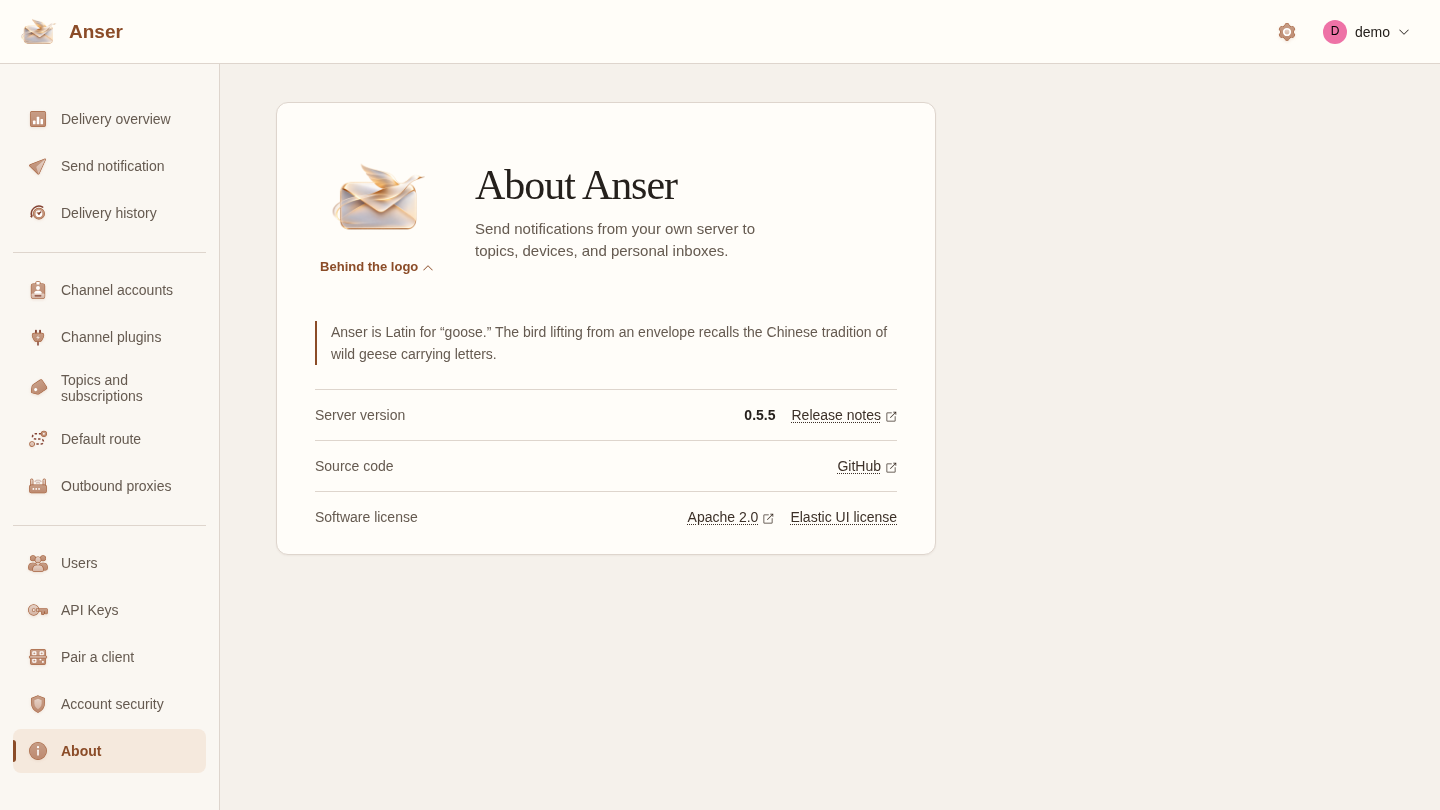 Anser
D demo
Delivery overview
Send notification
Delivery history
Channel accounts
Channel plugins
Topics and
subscriptions
Default route
Outbound proxies
Users
API Keys
Pair a client
Account security
About
About Anser
Send notifications from your own server to
topics, devices, and personal inboxes.
Behind the logo
Anser is Latin for “goose.” The bird lifting from an envelope recalls the Chinese tradition of
wild geese carrying letters.
Server version 0.5.5 Release notes
Source code GitHub
Software license Apache 2.0 Elastic UI license